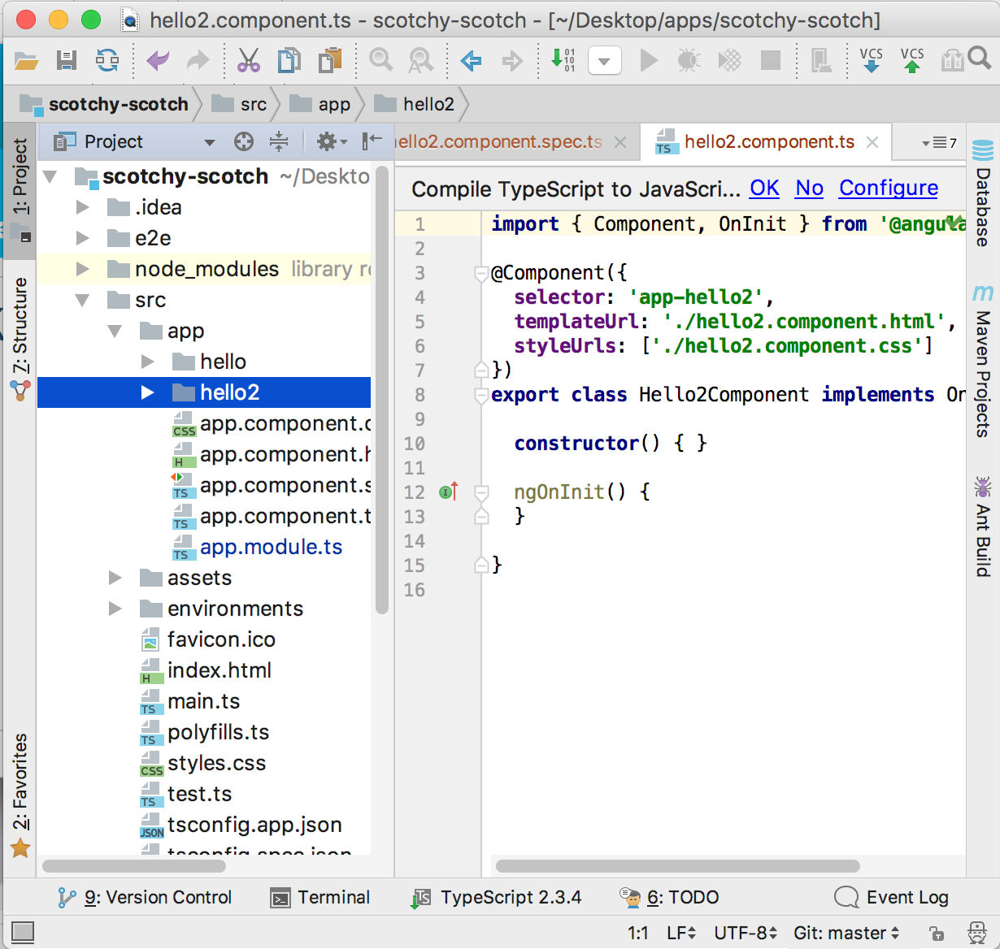 hello2.component.ts - scotchy-scotch - [~/Desktop/apps/scotchy-scotch]
VCS VCS
scotchy-scotch src app hello2
1: Project
7: Structure
2: Favorites
Project
scotchy-scotch ~/Deskto
.idea
e2e
node_modules library
src
app
hello
hello2
app.component.
app.component.
app.component.
app.component.
app.module.ts
assets
environments
favicon.ico
index.html
main.ts
polyfills.ts
styles.css
test.ts
tsconfig.app.json
tsconfig.spec.json
ello2.component.spec.ts hello2.component.ts 7
Compile TypeScript to JavaScri... OK No Configure
1 import { Component, OnInit } from '@angula
2
3 @Component({
4 selector: 'app-hello2',
5 templateUrl: './hello2.component.html',
6 styleUrls: ['./hello2.component.css']
7 })
8 export class Hello2Component implements On
9
10 constructor() { }
11
12 ngOnInit() {
13 }
14
15 }
16
Database
Maven Projects
Ant Build
9: Version Control Terminal TypeScript 2.3.4 6: TODO Event Log
1:1 LF UTF-8 Git: master